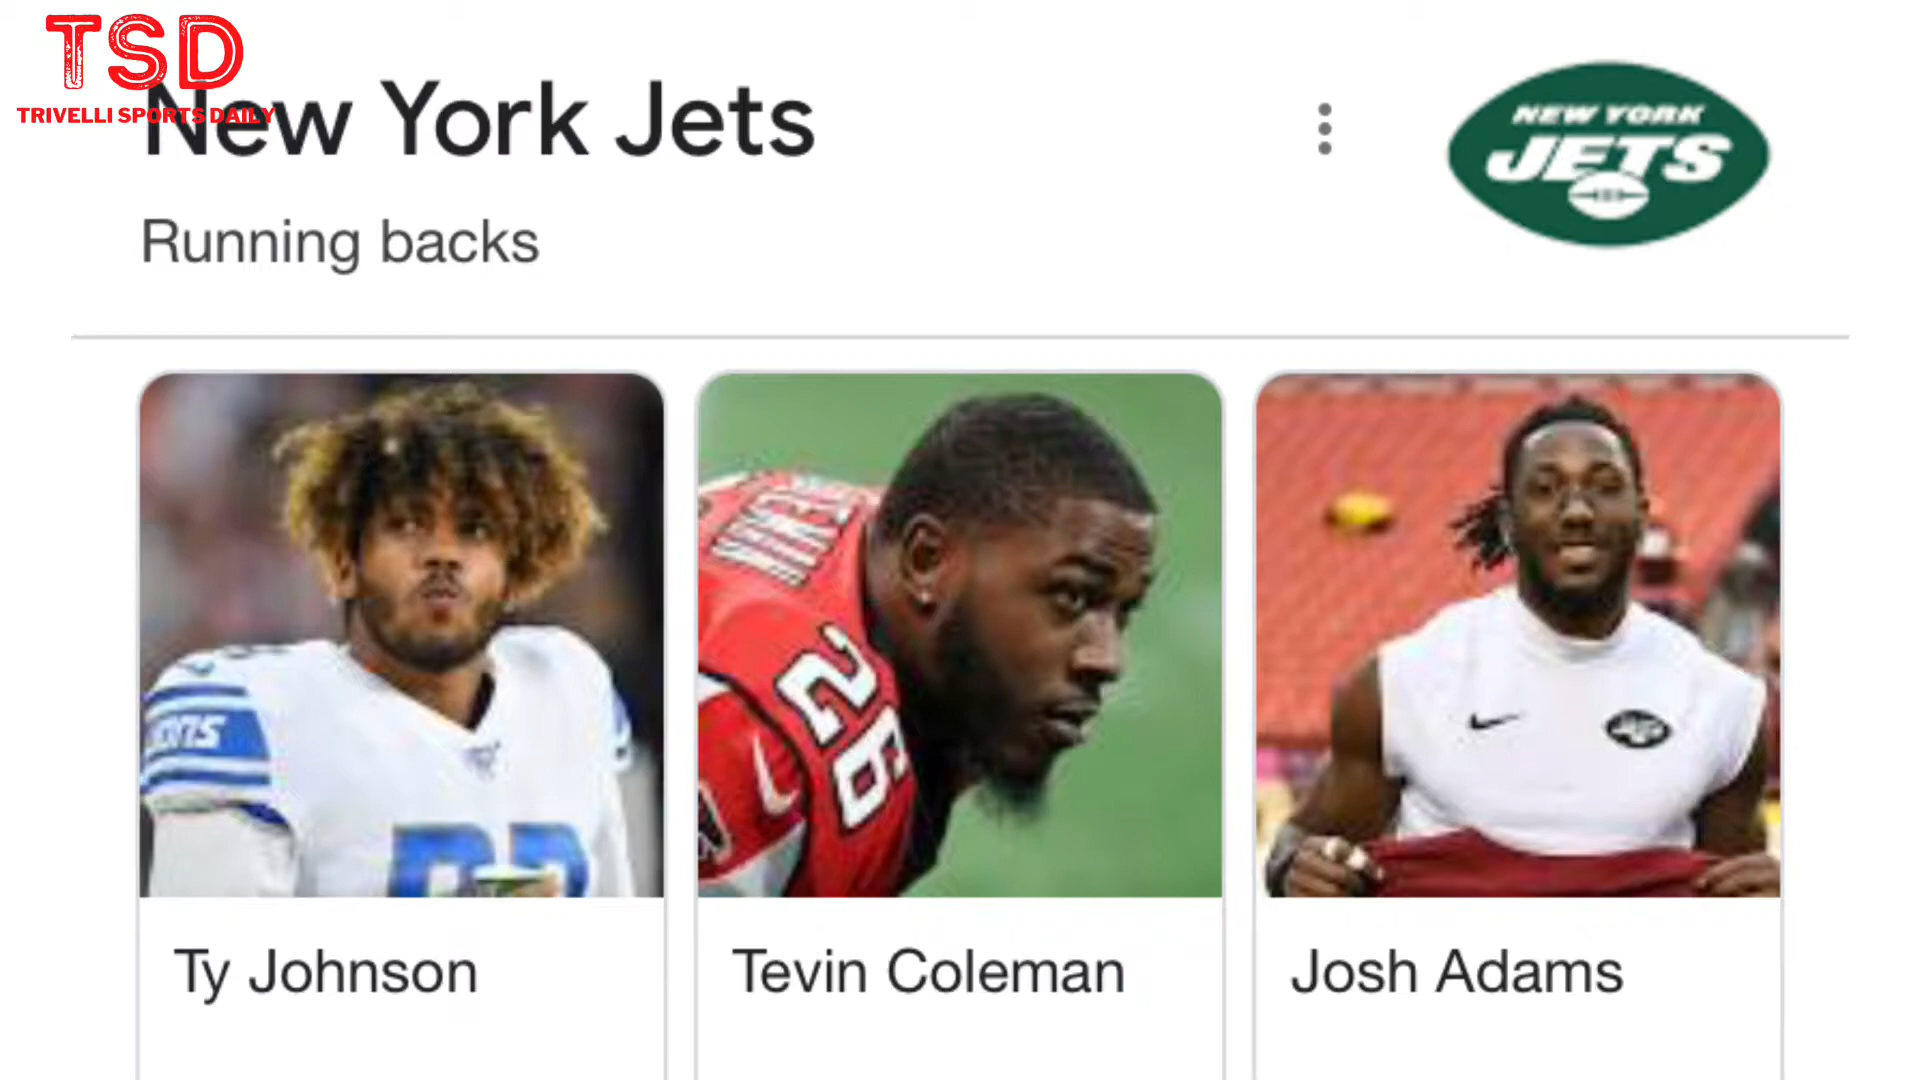 TSD
TRIVELLI SPORTS DAILY
New York Jets
NEW YORK
JETS
Running backs
26
JETS
Ty Johnson
Tevin Coleman
Josh Adams